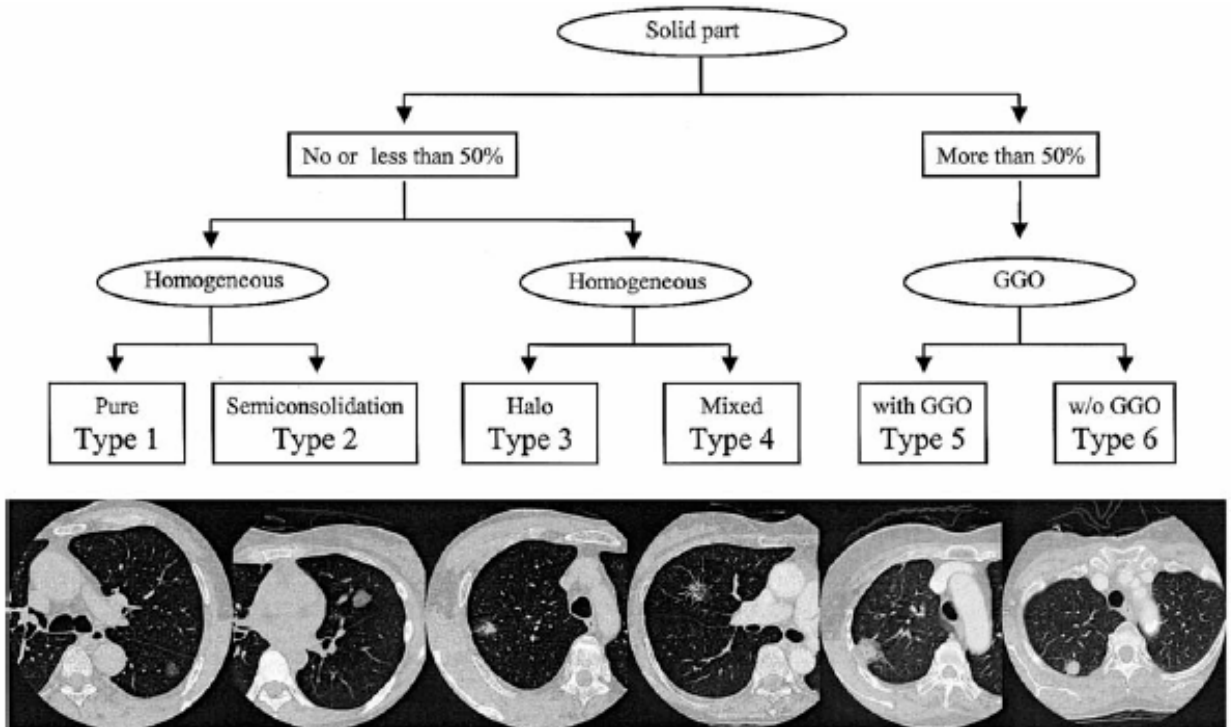 Solid part
No or less than 50%
More than 50%
Homogeneous
Homogeneous
GGO
Pure
Type 1
Semiconsolidation
Type 2
Halo
Type 3
Mixed
Type 4
with GGO
Type 5
w/o GGO
Type 6